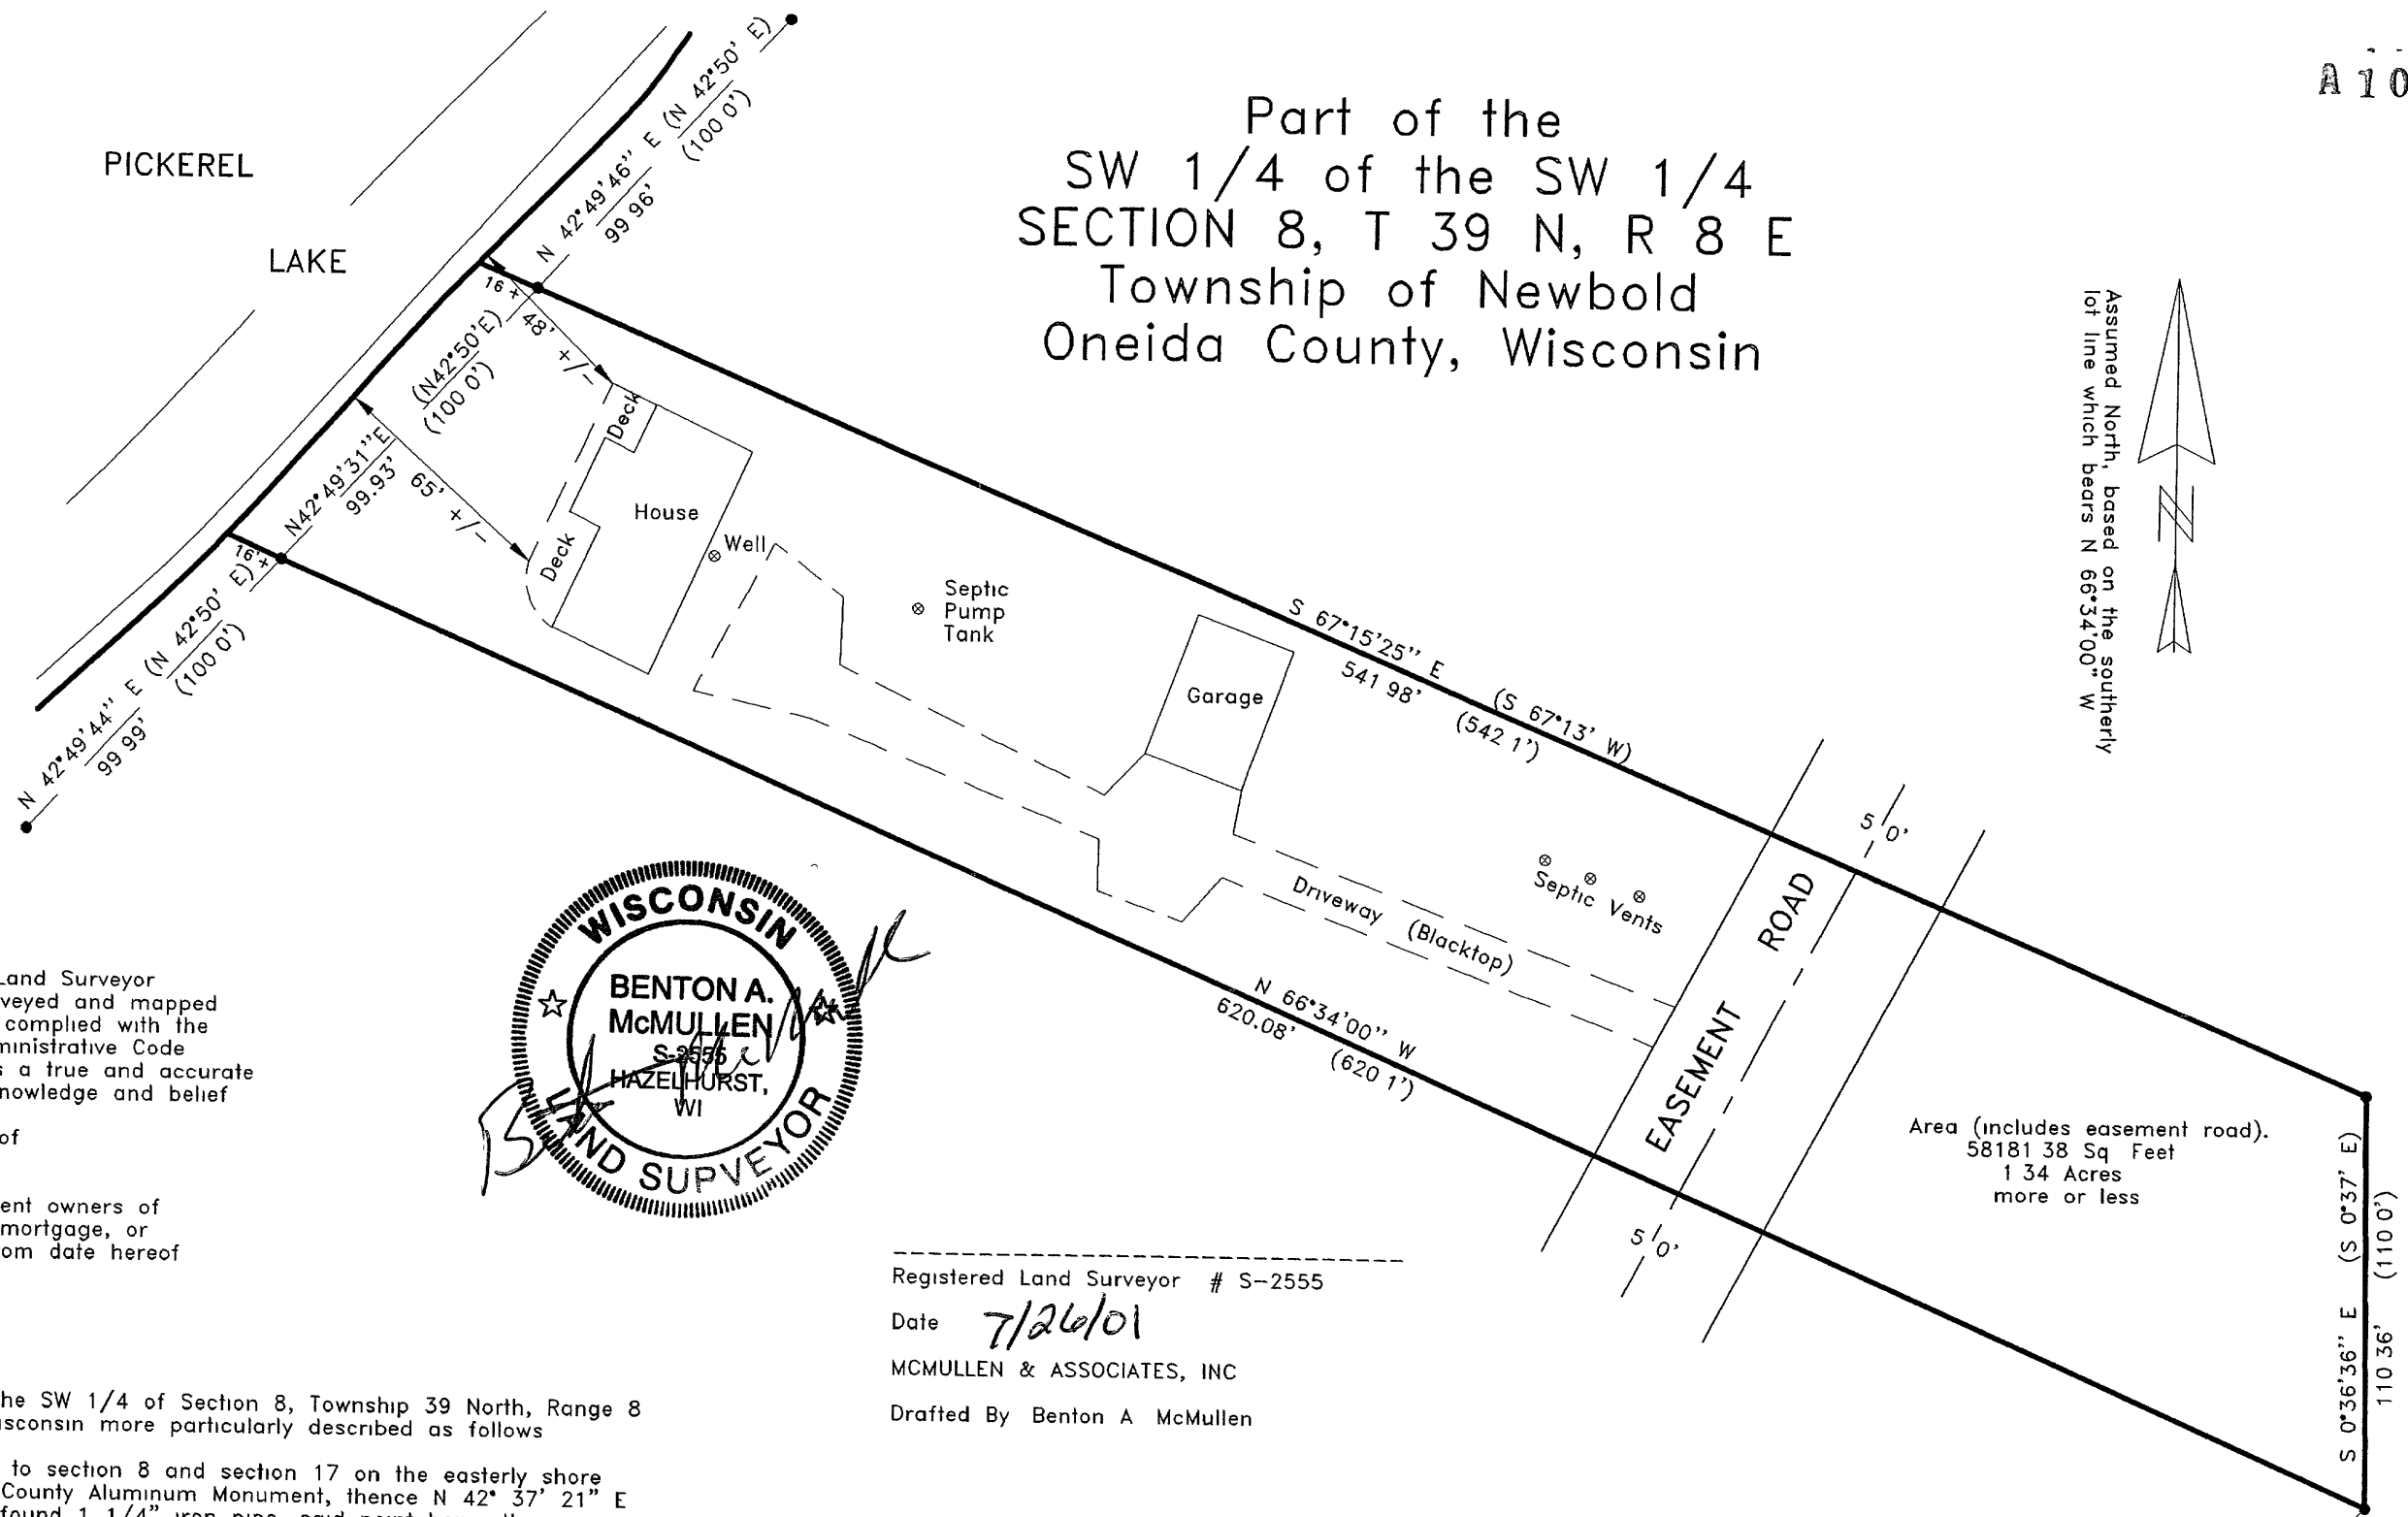 A 10
Part of the
SW 1/4 of the SW 1/4
SECTION 8, T 39 N, R 8 E
Township of Newbold
Oneida County, Wisconsin
PICKEREL
LAKE
N 42°49'46" E (N 42°50' E)
99 96' (100 0')
16 +
48' +/-
(N42°50'E)
(100 0')
N42°49'31"E
99.93'
65' +/-
16'+
N 42°49'44" E (N 42°50' E)
99 99' (100 0')
Deck
House
Deck
Well
Septic
Pump
Tank
Garage
S 67°15'25" E (S 67°13' W)
541 98' (542 1')
Assumed North, based on the southerly
lot line which bears N 66°34'00" W
N
5 0'
Septic Vents
Driveway (Blacktop)
EASEMENT ROAD
N 66°34'00" W
620.08' (620 1')
5 0'
Area (includes easement road).
58181 38 Sq Feet
1 34 Acres
more or less
S 0°36'36" E (S 0°37' E)
110 36' (110 0')
WISCONSIN
BENTON A.
McMULLEN
S-2555
HAZELHURST,
WI
LAND SURVEYOR
Land Surveyor
veyed and mapped
complied with the
ministrative Code
s a true and accurate
nowledge and belief
of
ent owners of
mortgage, or
om date hereof
Registered Land Surveyor # S-2555
Date 7/26/01
MCMULLEN & ASSOCIATES, INC
Drafted By Benton A McMullen
he SW 1/4 of Section 8, Township 39 North, Range 8
isconsin more particularly described as follows
to section 8 and section 17 on the easterly shore
County Aluminum Monument, thence N 42° 37' 21" E
found 1 1/4" iron pipe, said point